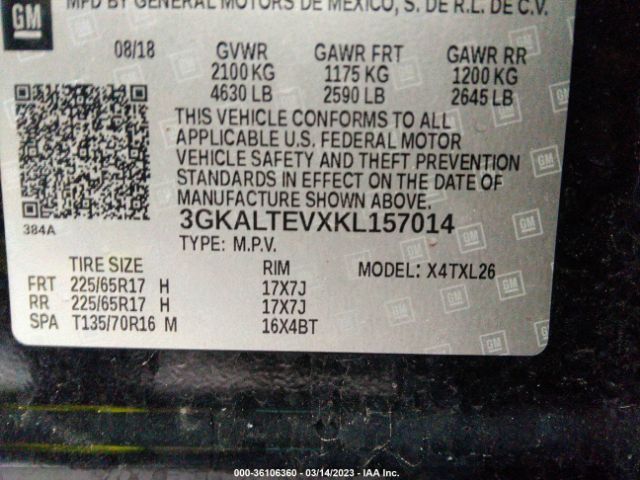 MFD BY GENERAL MOTORS DE MEXICO, S. DE R.L. DE C.V.
GM
08/18 GVWR GAWR FRT GAWR RR
2100 KG 1175 KG 1200 KG
4630 LB 2590 LB 2645 LB
THIS VEHICLE CONFORMS TO ALL
APPLICABLE U.S. FEDERAL MOTOR
VEHICLE SAFETY AND THEFT PREVENTION
STANDARDS IN EFFECT ON THE DATE OF
MANUFACTURE SHOWN ABOVE.
384A
3GKALTEVXKL157014
TYPE: M.P.V.
TIRE SIZE RIM MODEL: X4TXL26
FRT 225/65R17 H 17X7J
RR 225/65R17 H 17X7J
SPA T135/70R16 M 16X4BT
000-36106360 - 03/14/2023 - IAA Inc.